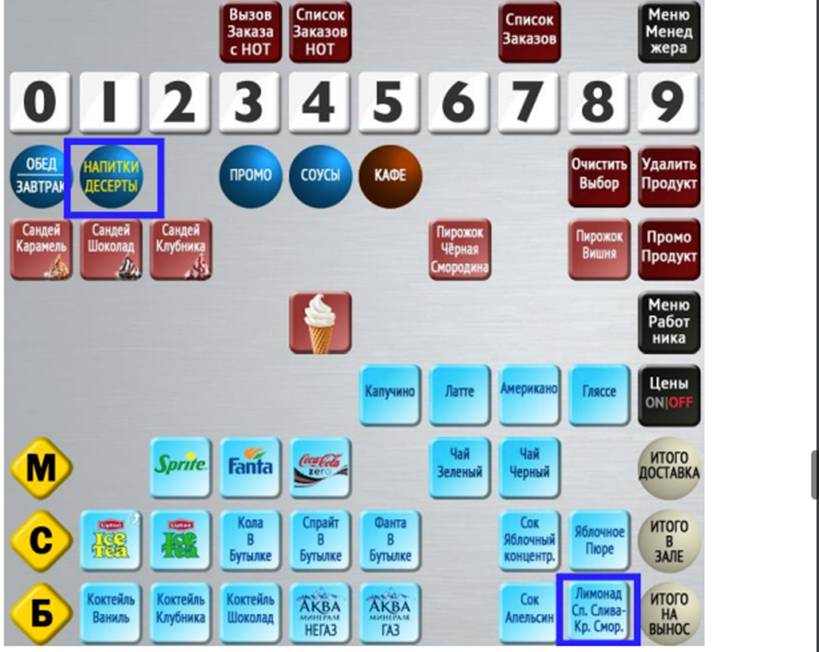 Вызов
Заказа
с НОТ
Список
Заказов
НОТ
Список
Заказов
Меню
Менед
жера
0 1 2 3 4 5 6 7 8 9
ОБЕД
ЗАВТРАК
НАПИТКИ
ДЕСЕРТЫ
ПРОМО
СОУСЫ
КАФЕ
Очистить
Выбор
Удалить
Продукт
Сандей
Карамель
Сандей
Шоколад
Сандей
Клубника
Пирожок
Чёрная
Смородина
Пирожок
Вишня
Промо
Продукт
Меню
Работ
ника
Капучино
Латте
Американо
Гляссе
Цены
ON|OFF
М
Sprite
Fanta
Coca-Cola
zero
Чай
Зеленый
Чай
Черный
ИТОГО
ДОСТАВКА
С
Lipton
Ice
Tea
Lipton
Ice
Tea
Кола
В
Бутылке
Спрайт
В
Бутылке
Фанта
В
Бутылке
Сок
Яблочный
концентр.
Яблочное
Пюре
ИТОГО
В
ЗАЛЕ
Б
Коктейль
Ваниль
Коктейль
Клубника
Коктейль
Шоколад
АКВА
МИНЕРАЛЕ
НЕГАЗ
АКВА
МИНЕРАЛЕ
ГАЗ
Сок
Апельсин
Лимонад
Сп. Слива-
Кр. Смор.
ИТОГО
НА
ВЫНОС